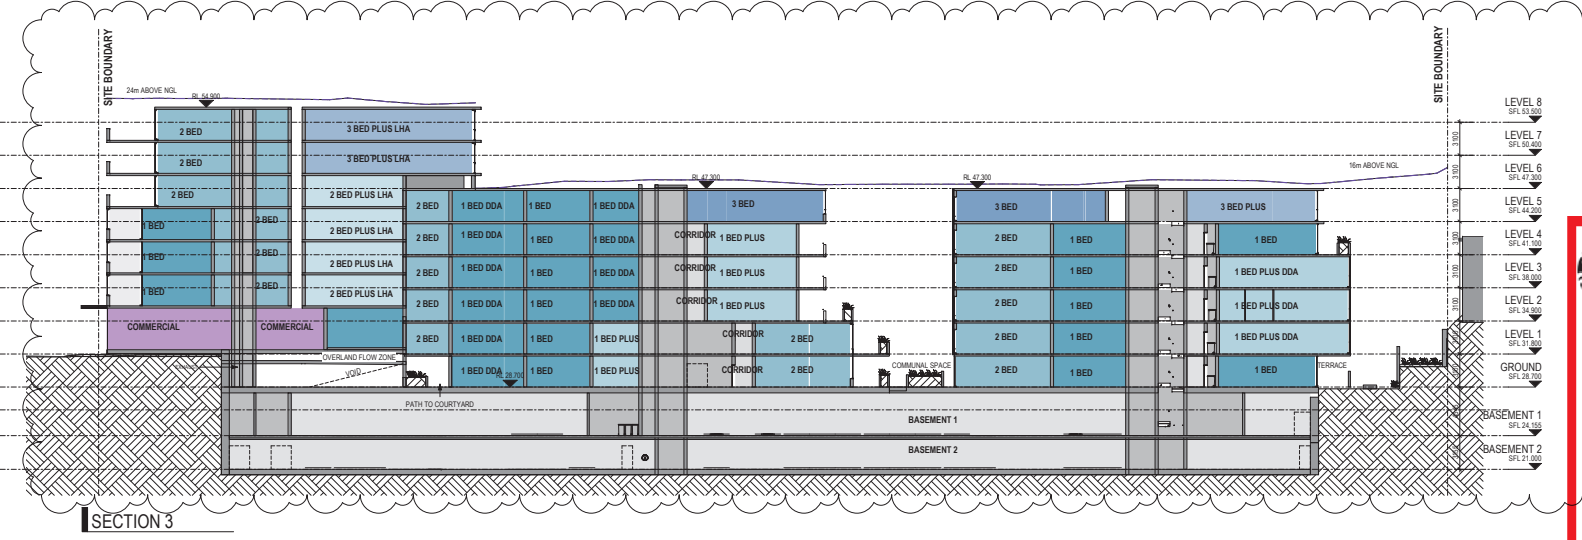 SITE BOUNDARY
SITE BOUNDARY
24m ABOVE NGL
RL 54.900
LEVEL 8
SFL 53.500
2 BED
3 BED PLUS LHA
LEVEL 7
SFL 50.400
3100
2 BED
3 BED PLUS LHA
16m ABOVE NGL
LEVEL 6
SFL 47.300
3100
RL 47.300
RL 47.300
2 BED
2 BED PLUS LHA
2 BED
1 BED DDA
1 BED
1 BED DDA
3 BED
3 BED
3 BED PLUS
LEVEL 5
SFL 44.200
3100
1 BED
2 BED
2 BED PLUS LHA
2 BED
1 BED DDA
1 BED
1 BED DDA
CORRIDOR
1 BED PLUS
2 BED
1 BED
1 BED
LEVEL 4
SFL 41.100
3100
1 BED
2 BED
2 BED PLUS LHA
2 BED
1 BED DDA
1 BED
1 BED DDA
CORRIDOR
1 BED PLUS
2 BED
1 BED
1 BED PLUS DDA
LEVEL 3
SFL 38.000
3100
1 BED
2 BED
2 BED PLUS LHA
2 BED
1 BED DDA
1 BED
1 BED DDA
CORRIDOR
1 BED PLUS
2 BED
1 BED
1 BED PLUS DDA
LEVEL 2
SFL 34.900
3100
COMMERCIAL
COMMERCIAL
2 BED
1 BED DDA
1 BED
1 BED PLUS
CORRIDOR
2 BED
2 BED
1 BED
1 BED PLUS DDA
LEVEL 1
SFL 31.800
OVERLAND FLOW ZONE
VOID
1 BED DDA
RL 28.700
1 BED
1 BED PLUS
CORRIDOR
2 BED
COMMUNAL SPACE
2 BED
1 BED
1 BED
TERRACE
GROUND
SFL 28.700
PATH TO COURTYARD
BASEMENT 1
BASEMENT 1
SFL 24.155
BASEMENT 2
BASEMENT 2
SFL 21.000
SECTION 3